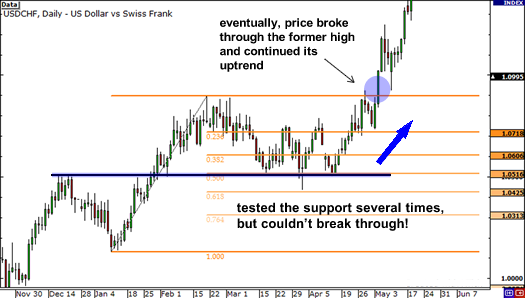 Data
USDCHF, Daily - US Dollar vs Swiss Frank
INDEX
eventually, price broke
through the former high
and continued its
uptrend
1.0995
0.236
1.0718
0.382
1.0606
0.500
1.0516
0.618
1.0425
tested the support several times,
but couldn't break through!
0.764
1.0313
1.000
1.0000
Nov 30 Dec 14 Jan 4 18 25 Feb 1 15 22 Mar 1 15 22 Apr 5 19 26 May 3 17 24 31 Jun 7